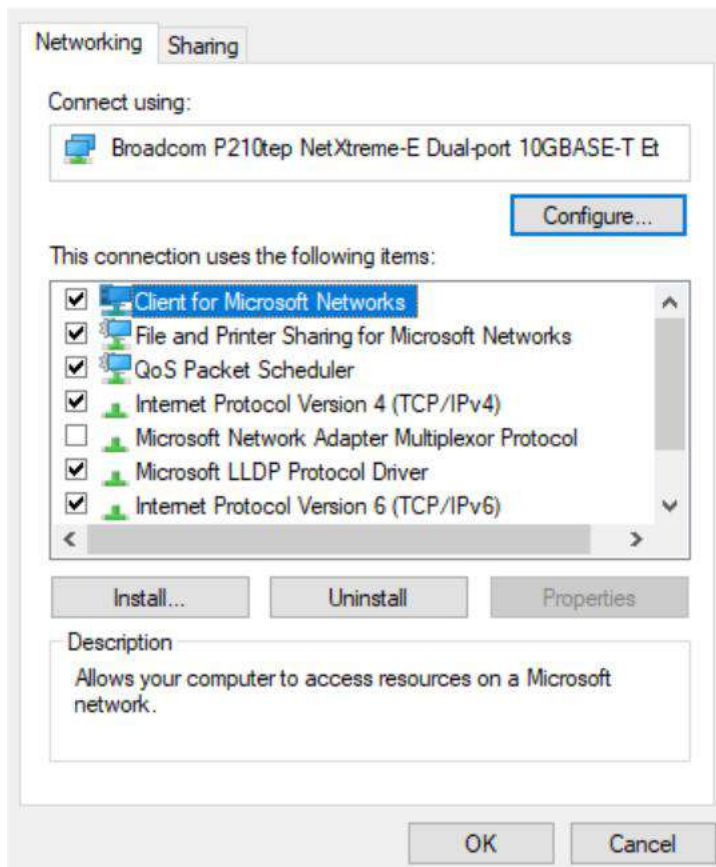 Networking
Sharing
Connect using:
Broadcom P210tep NetXtreme-E Dual-port 10GBASE-T Et
Configure...
This connection uses the following items:
Client for Microsoft Networks
File and Printer Sharing for Microsoft Networks
QoS Packet Scheduler
Internet Protocol Version 4 (TCP/IPv4)
Microsoft Network Adapter Multiplexor Protocol
Microsoft LLDP Protocol Driver
Internet Protocol Version 6 (TCP/IPv6)
Install...
Uninstall
Properties
Description
Allows your computer to access resources on a Microsoft
network.
OK
Cancel